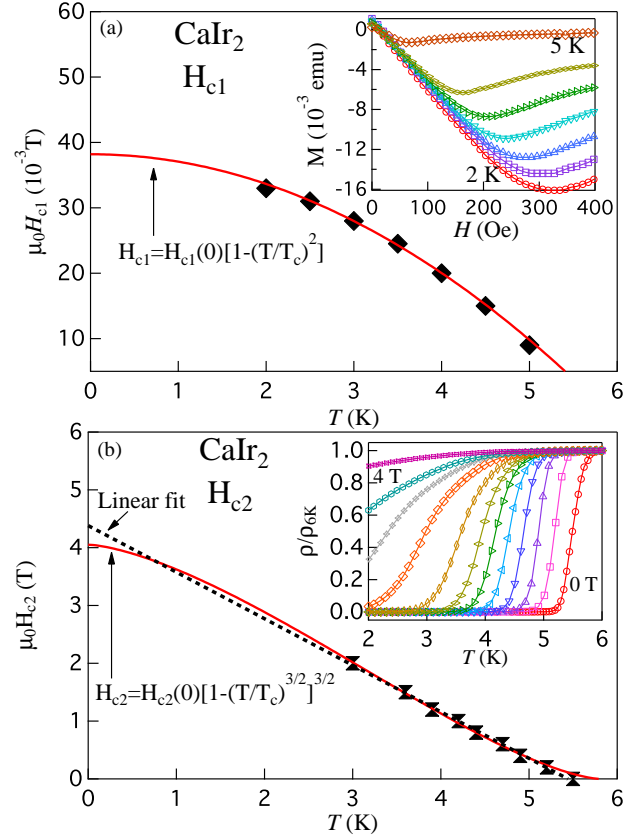 (a)
CaIr2
Hc1
60
50
40
30
20
10
μ0Hc1 (10-3T)
Hc1=Hc1(0)[1-(T/Tc)2]
0
1
2
3
4
5
6
T (K)
0
-4
-8
-12
-16
M (10-3 emu)
5 K
2 K
0
100
200
300
400
H (Oe)
(b)
CaIr2
Hc2
Linear fit
6
5
4
3
2
1
0
μ0Hc2 (T)
Hc2=Hc2(0)[1-(T/Tc)3/2]3/2
0
1
2
3
4
5
6
T (K)
1.0
0.8
0.6
0.4
0.2
0.0
ρ/ρ6K
4 T
0 T
2
3
4
5
6
T (K)